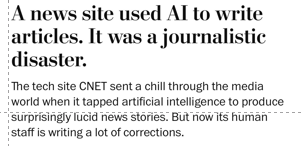 A news site used AI to write
articles. It was a journalistic
disaster.
The tech site CNET sent a chill through the media
world when it tapped artificial intelligence to produce
surprisingly lucid news stories. But now its human
staff is writing a lot of corrections.